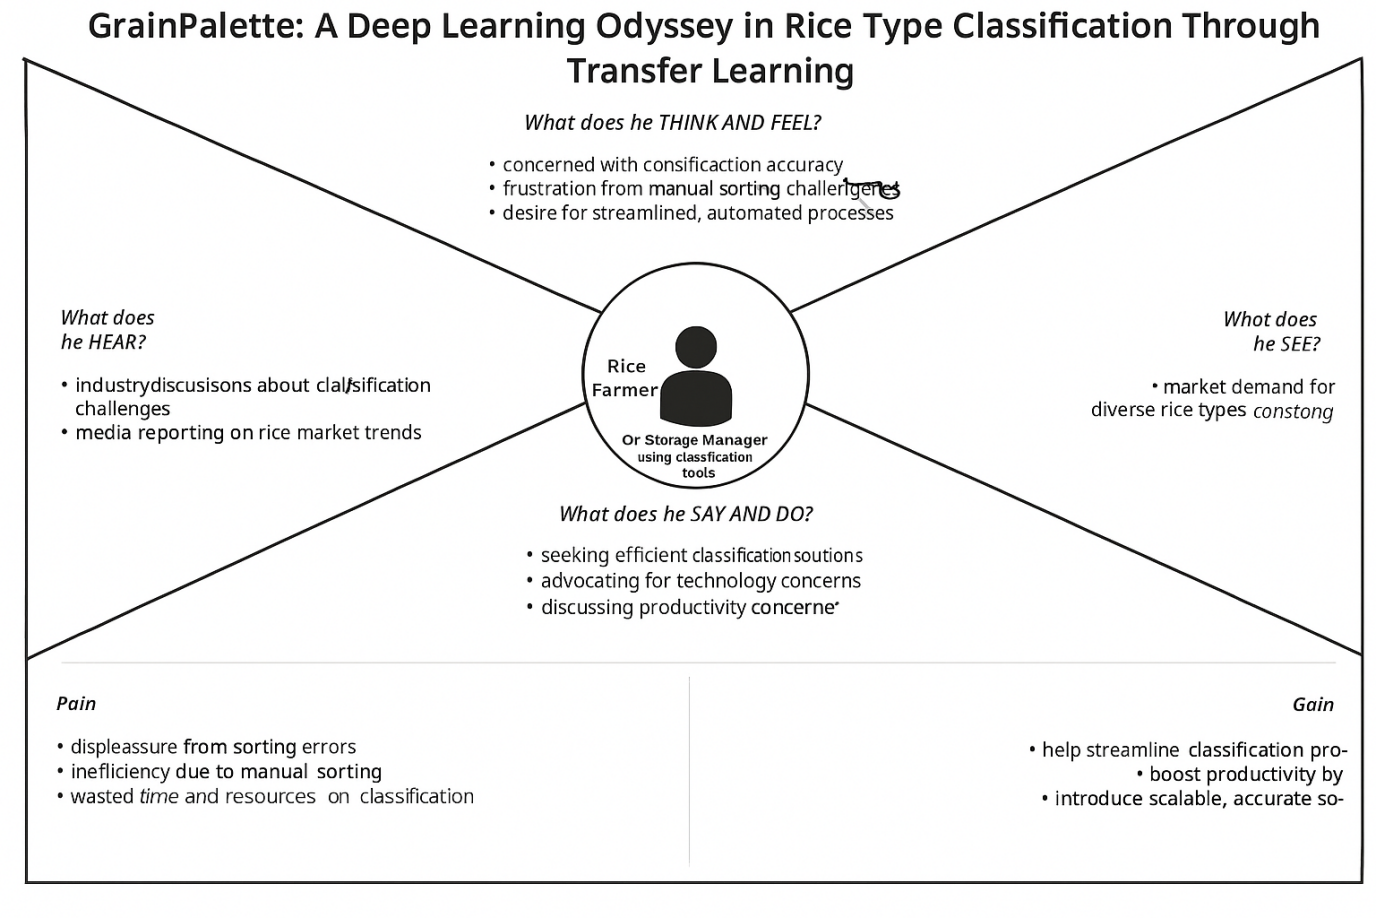 GrainPalette: A Deep Learning Odyssey in Rice Type Classification Through
Transfer Learning
What does he THINK AND FEEL?
• concerned with consificaction accuracy
• frustration from manual sorting
• desire for streamlined, automated processes
What does
he HEAR?
• industrydiscusisons about
challenges
• media reporting on rice market trends
Rice
Farmer
Or Storage Manager
using classfication
tools
Whot does
he SEE?
• market demand for
diverse rice types constong
What does he SAY AND DO?
• seeking efficient classification soutions
• advocating for technology concerns
• discussing productivity concerne
Pain
• displeassure from sorting errors
• inefliciency due to manual sorting
• wasted time and resources on classification
Gain
• help streamline classification pro-
• boost productivity by
• introduce scalable, accurate so-